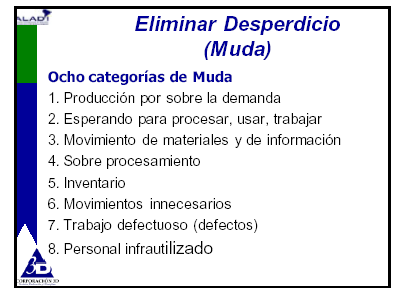 ALADI
Eliminar Desperdicio
(Muda)
Ocho categorías de Muda
1. Producción por sobre la demanda
2. Esperando para procesar, usar, trabajar
3. Movimiento de materiales y de información
4. Sobre procesamiento
5. Inventario
6. Movimientos innecesarios
7. Trabajo defectuoso (defectos)
8. Personal infrautilizado
3D
CORPORACIÓN 3D